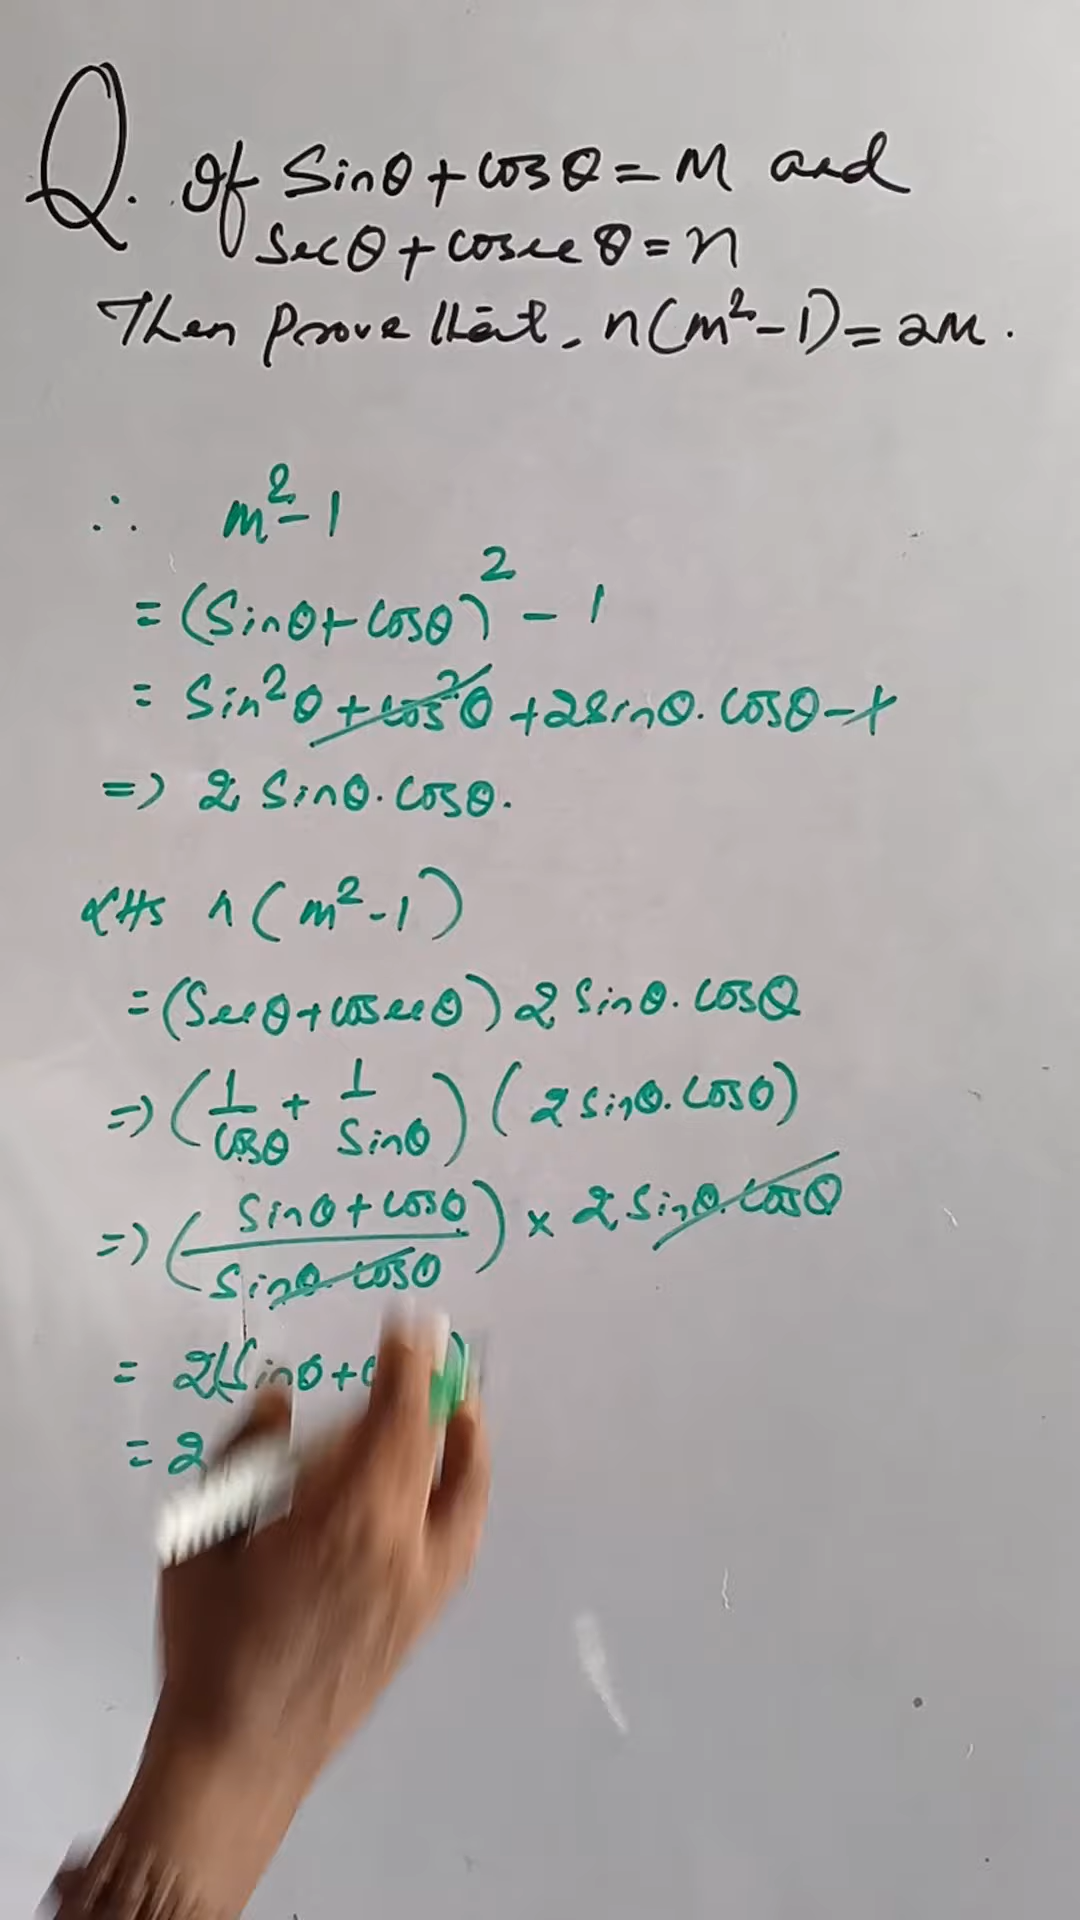 Q. If Sinθ + cosθ = m and
Secθ + cosecθ = n
Then prove that, n(m²-1) = 2m.
∴ m²-1
= (Sinθ + cosθ)² - 1
= Sin²θ + cos²θ + 2Sinθ. cosθ - 1
=> 2 Sinθ. cosθ.
LHS n(m²-1)
= (Secθ + cosecθ) 2 Sinθ. cosθ
=> (1/cosθ + 1/Sinθ) (2 Sinθ. cosθ)
=> (Sinθ + cosθ / Sinθ. cosθ) × 2 Sinθ. cosθ
= 2(Sinθ +
= 2